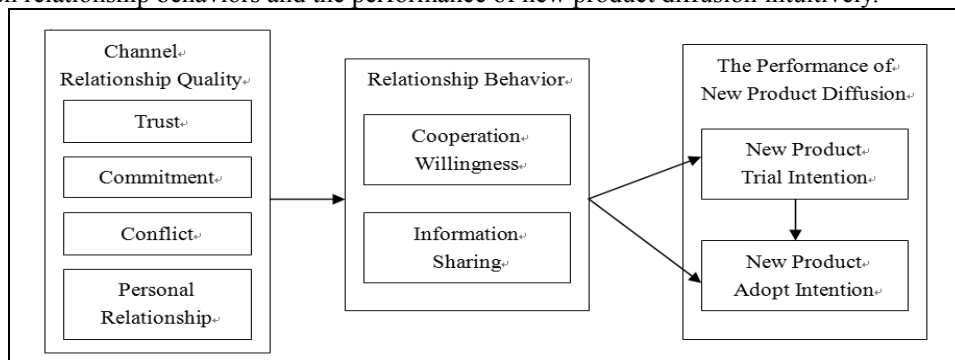 relationship behaviors and the performance of new product diffusion intuitively.
Channel
Relationship Quality
Trust
Commitment
Conflict
Personal
Relationship
Relationship Behavior
Cooperation
Willingness
Information
Sharing
The Performance of
New Product Diffusion
New Product
Trial Intention
New Product
Adopt Intention